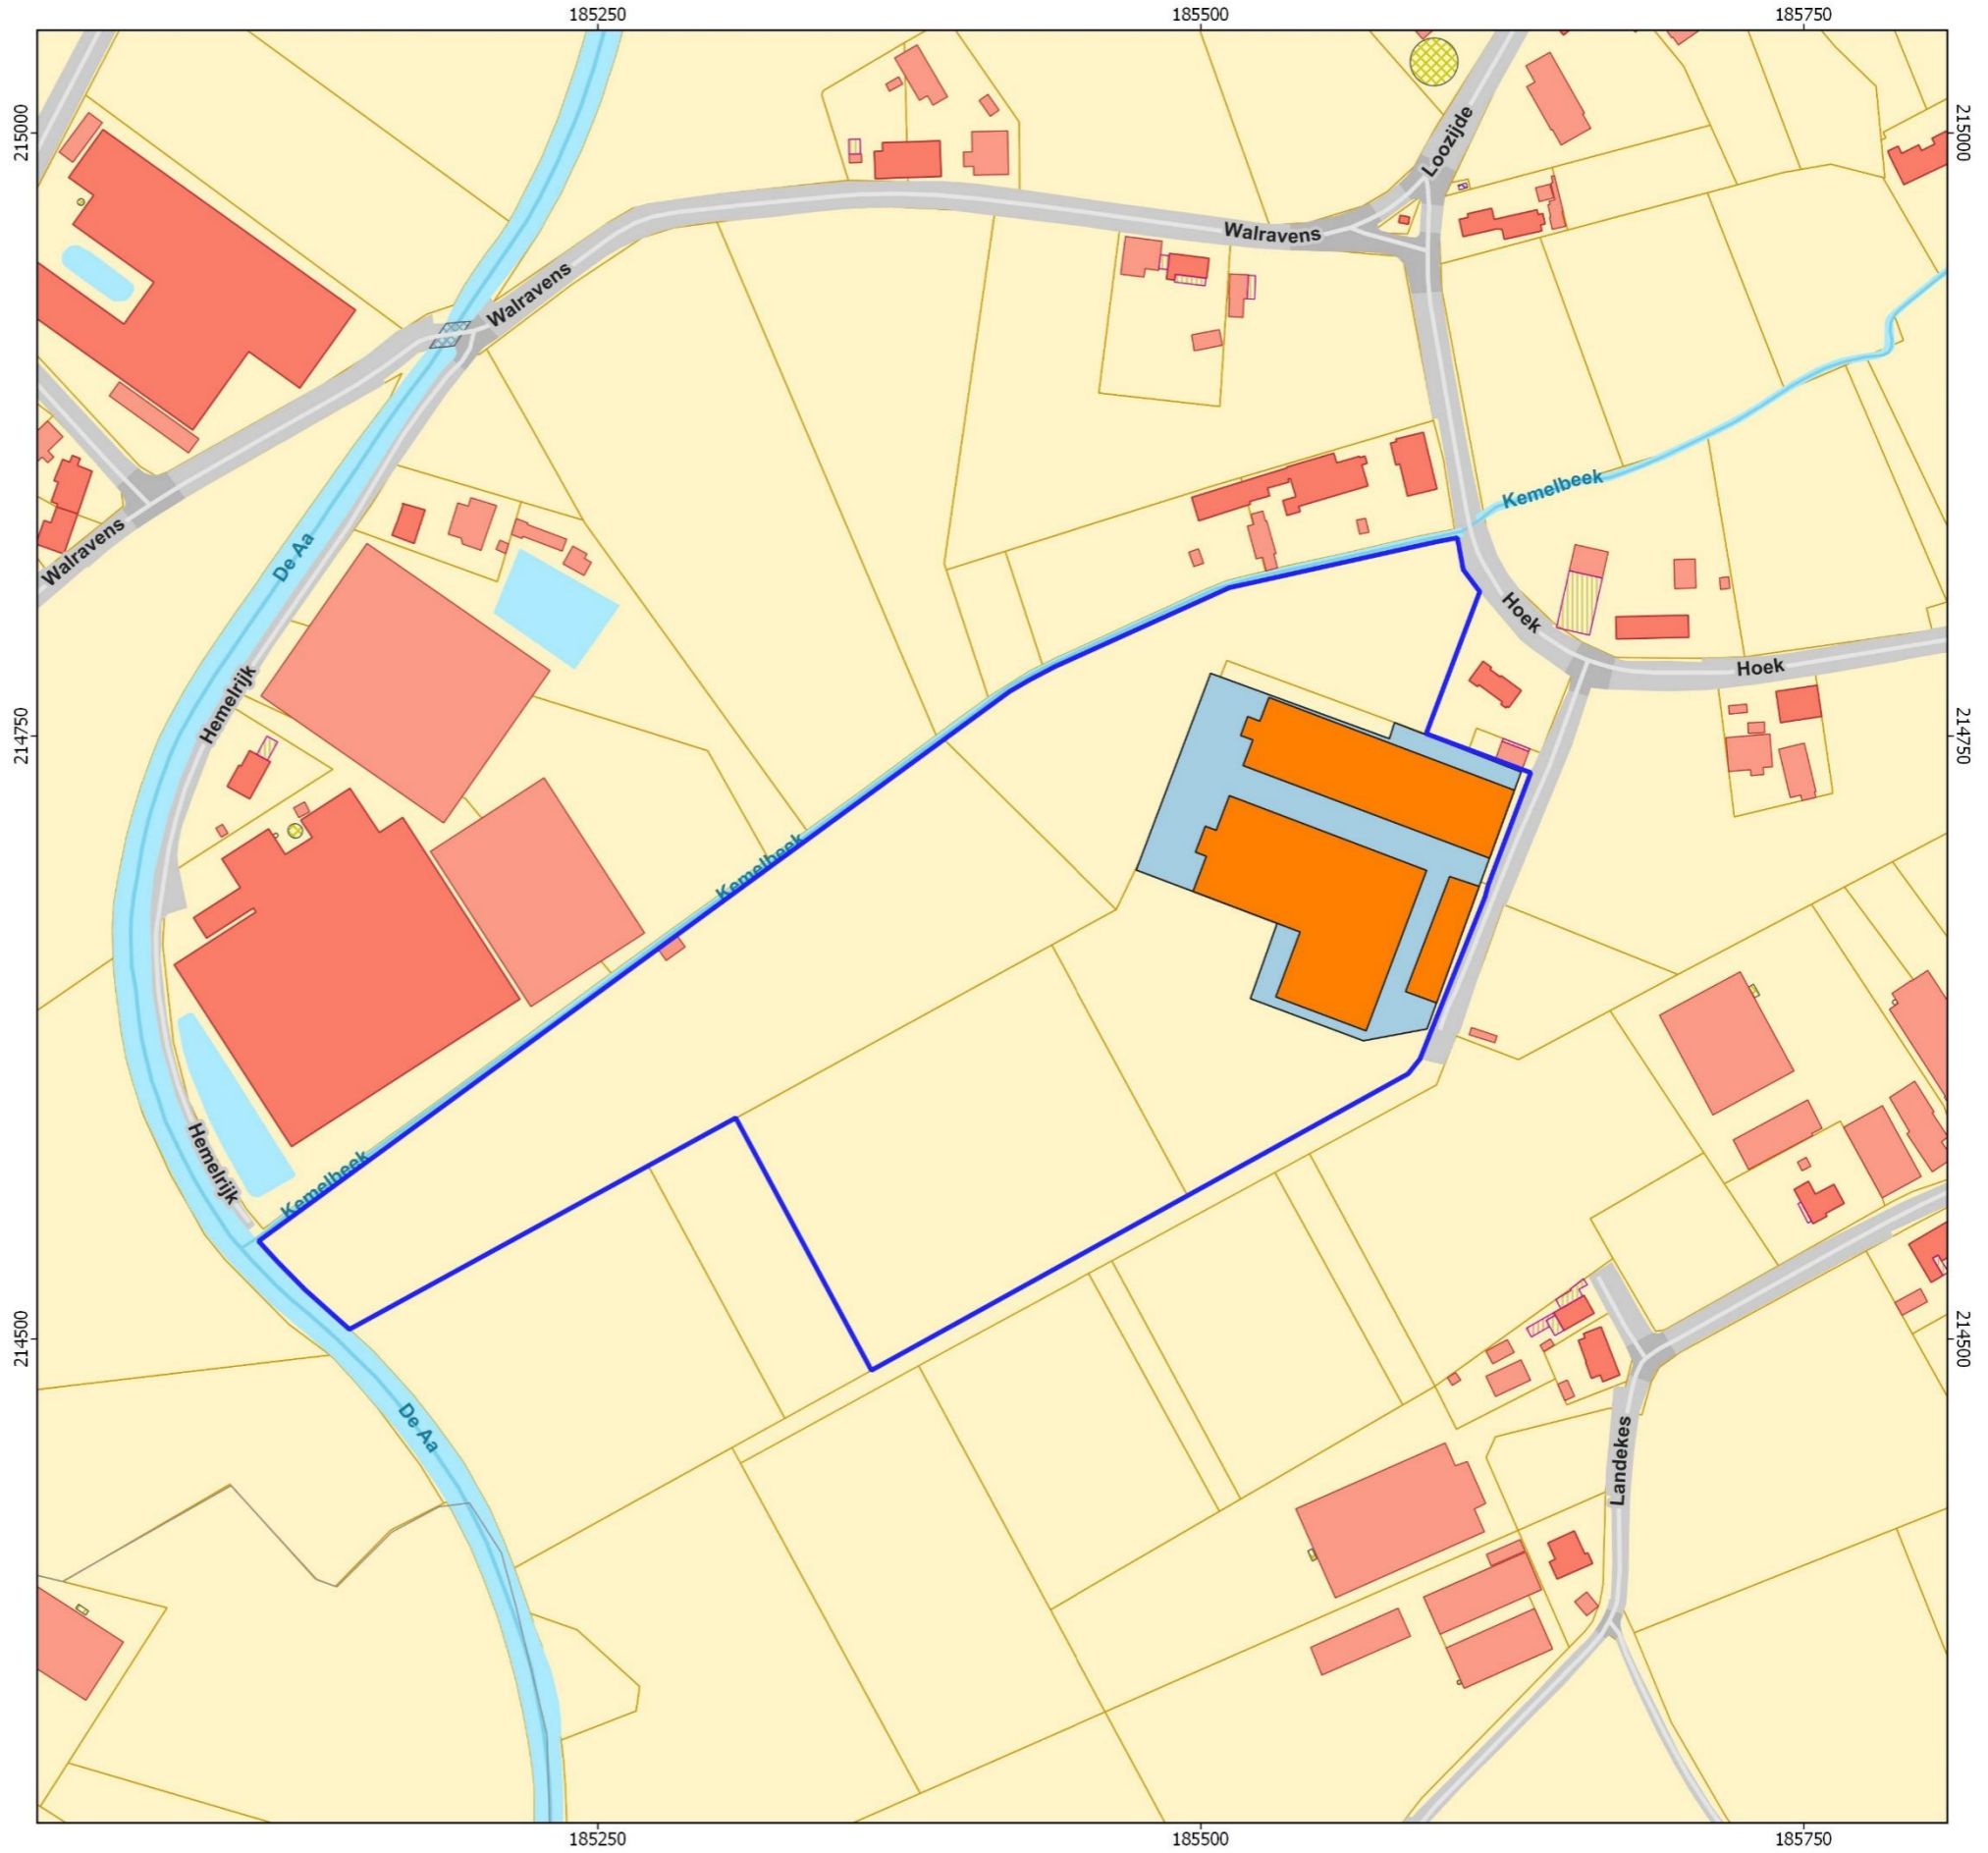 185250
185500
185750
215000
215000
Loozijde
Walravens
Walravens
Kemelbeek
Walravens
De Aa
Hoek
Hoek
Hemelrijk
214750
214750
Kemelbeek
Hemelrijk
Kemelbeek
214500
214500
De Aa
Landekes
185250
185500
185750